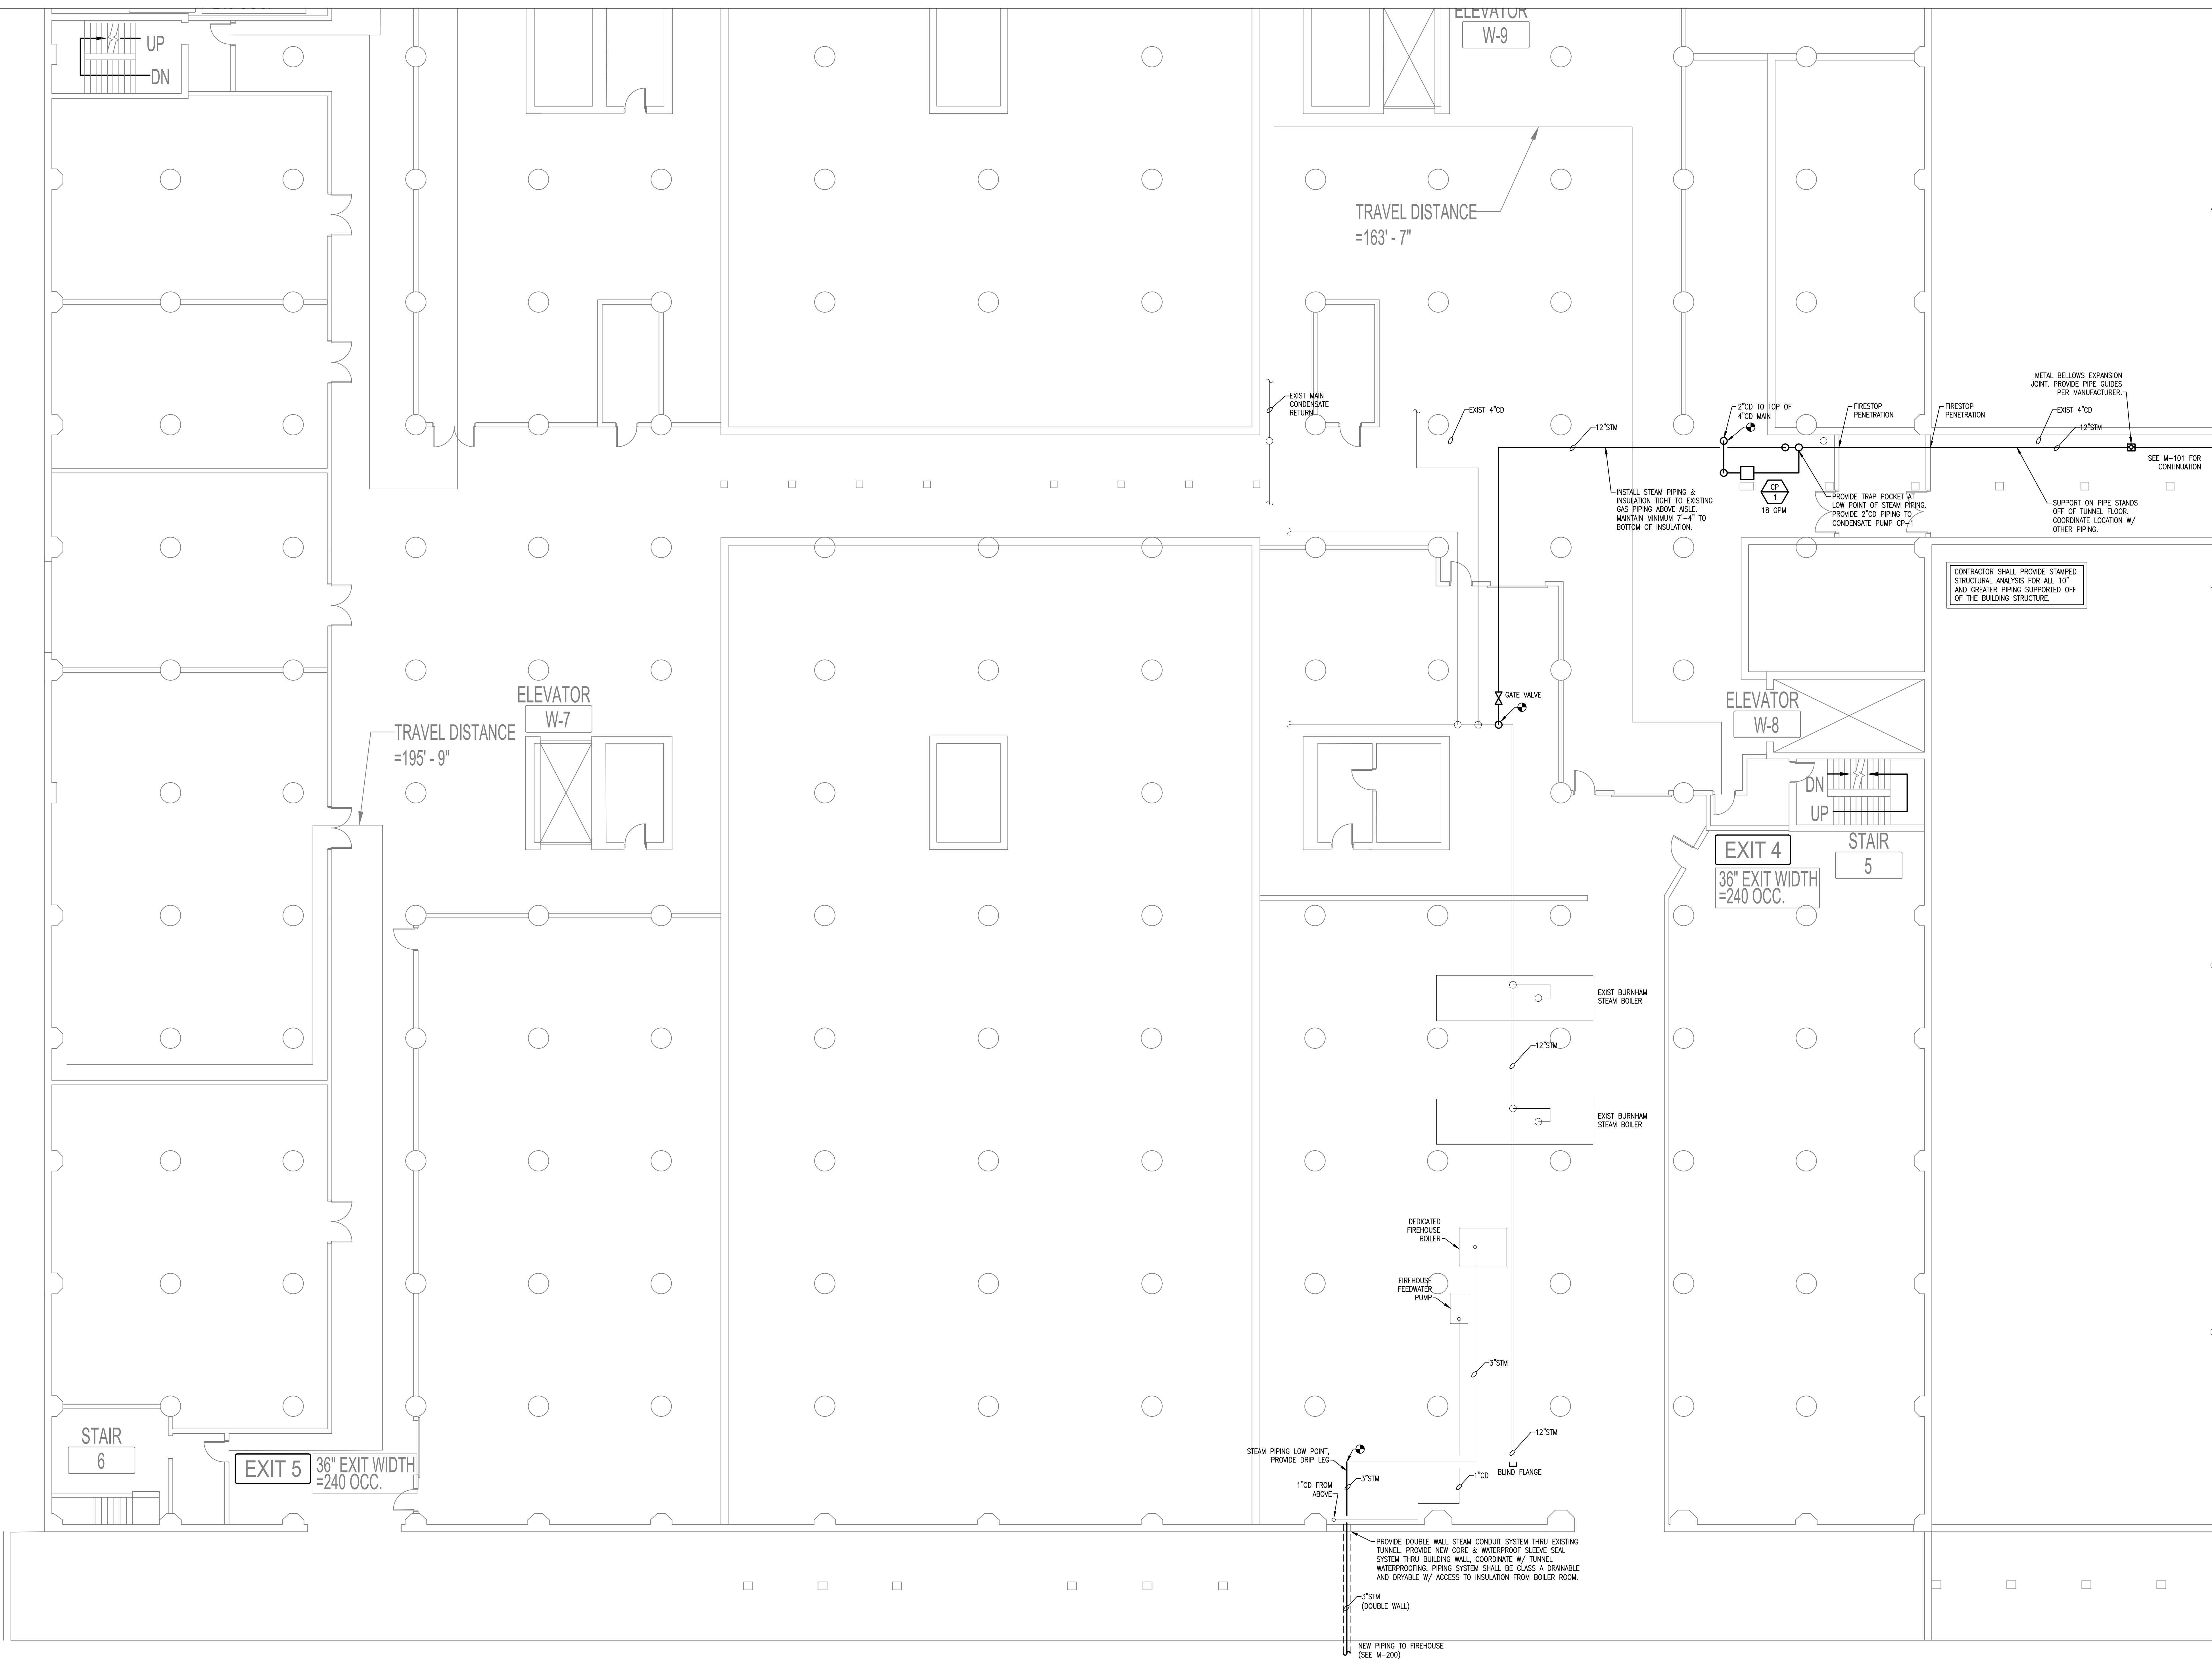 UP
DN
ELEVATOR
W-9
TRAVEL DISTANCE
=163' - 7"
EXIST MAIN
CONDENSATE
RETURN
EXIST 4"CD
12"STM
2"CD TO TOP OF
4"CD MAIN
FIRESTOP
PENETRATION
FIRESTOP
PENETRATION
METAL BELLOWS EXPANSION
JOINT. PROVIDE PIPE GUIDES
PER MANUFACTURER.
EXIST 4"CD
12"STM
SEE M-101 FOR
CONTINUATION
INSTALL STEAM PIPING &
INSULATION TIGHT TO EXISTING
GAS PIPING ABOVE AISLE.
MAINTAIN MINIMUM 7'-4" TO
BOTTOM OF INSULATION.
CP
1
18 GPM
PROVIDE TRAP POCKET AT
LOW POINT OF STEAM PIPING.
PROVIDE 2"CD PIPING TO
CONDENSATE PUMP CP-1
SUPPORT ON PIPE STANDS
OFF OF TUNNEL FLOOR.
COORDINATE LOCATION W/
OTHER PIPING.
CONTRACTOR SHALL PROVIDE STAMPED
STRUCTURAL ANALYSIS FOR ALL 10"
AND GREATER PIPING SUPPORTED OFF
OF THE BUILDING STRUCTURE.
ELEVATOR
W-7
TRAVEL DISTANCE
=195' - 9"
GATE VALVE
ELEVATOR
W-8
DN
UP
EXIT 4
36" EXIT WIDTH
=240 OCC.
STAIR
5
EXIST BURNHAM
STEAM BOILER
12"STM
EXIST BURNHAM
STEAM BOILER
DEDICATED
FIREHOUSE
BOILER
FIREHOUSE
FEEDWATER
PUMP
3"STM
12"STM
BLIND FLANGE
STAIR
6
EXIT 5
36" EXIT WIDTH
=240 OCC.
STEAM PIPING LOW POINT,
PROVIDE DRIP LEG
3"STM
1"CD
1"CD FROM
ABOVE
PROVIDE DOUBLE WALL STEAM CONDUIT SYSTEM THRU EXISTING
TUNNEL. PROVIDE NEW CORE & WATERPROOF SLEEVE SEAL
SYSTEM THRU BUILDING WALL, COORDINATE W/ TUNNEL
WATERPROOFING. PIPING SYSTEM SHALL BE CLASS A DRAINABLE
AND DRYABLE W/ ACCESS TO INSULATION FROM BOILER ROOM.
3"STM
(DOUBLE WALL)
NEW PIPING TO FIREHOUSE
(SEE M-200)